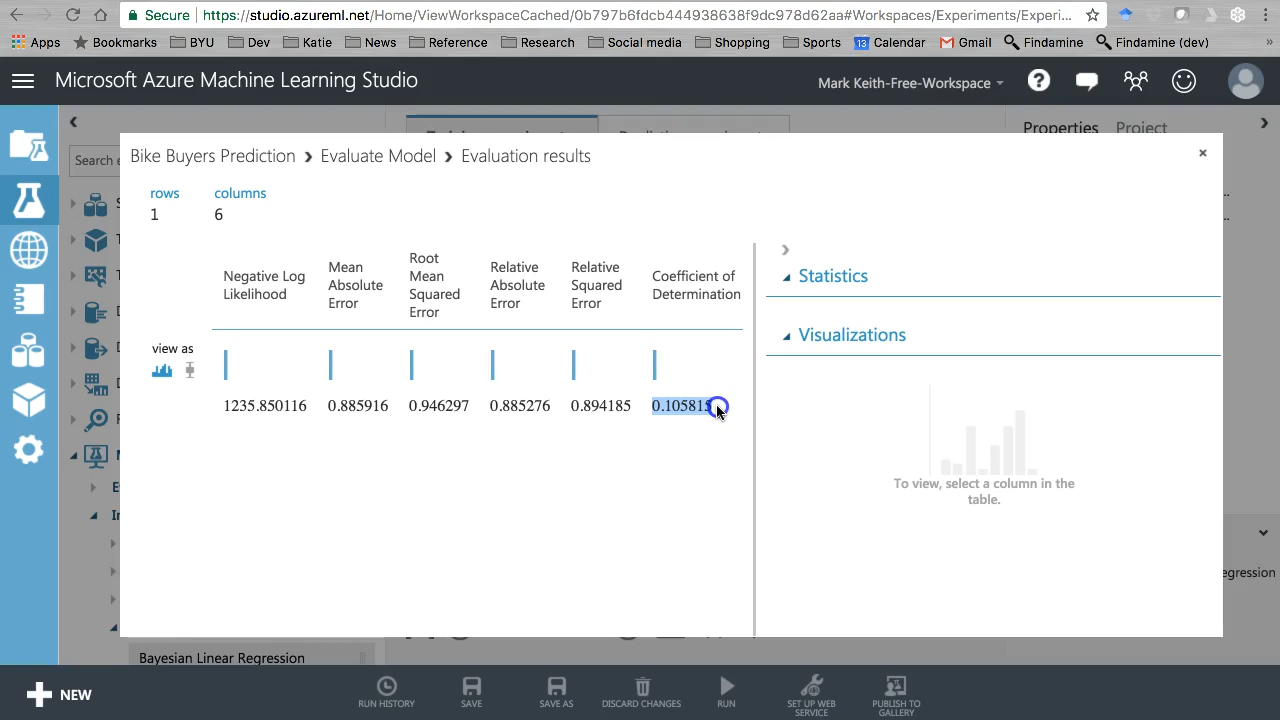 Secure https://studio.azureml.net/Home/ViewWorkspaceCached/0b797b6fdcb444938638f9dc978d62aa#Workspaces/Experiments/Experi...
Apps Bookmarks BYU Dev Katie News Reference Research Social media Shopping Sports 13 Calendar Gmail Findamine Findamine (dev) »
Microsoft Azure Machine Learning Studio
Mark Keith-Free-Workspace
Properties Project
Search e
Bike Buyers Prediction > Evaluate Model > Evaluation results
rows columns
1 6
Negative Log Likelihood
Mean Absolute Error
Root Mean Squared Error
Relative Absolute Error
Relative Squared Error
Coefficient of Determination
view as
1235.850116 0.885916 0.946297 0.885276 0.894185 0.105815
Statistics
Visualizations
To view, select a column in the
table.
egression
Bayesian Linear Regression
NEW
RUN HISTORY
SAVE
SAVE AS
DISCARD CHANGES
RUN
SET UP WEB
SERVICE
PUBLISH TO
GALLERY